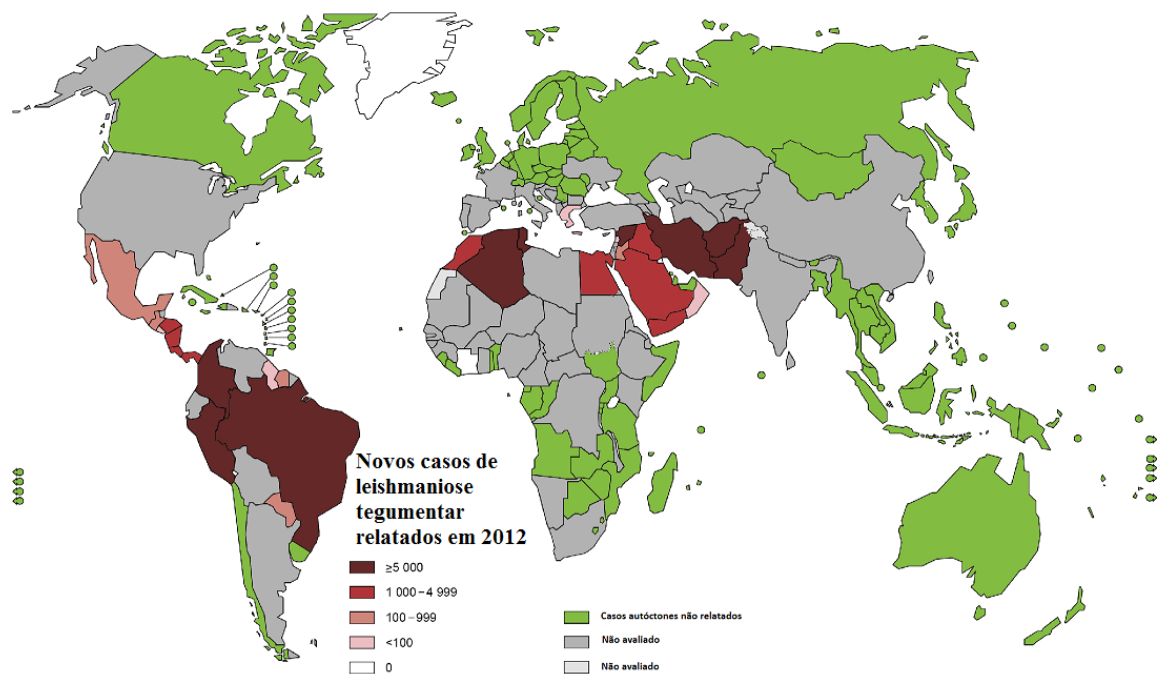 Novos casos de
leishmaniose
tegumentar
relatados em 2012
≥5 000
1 000 – 4 999
100 – 999
<100
0
Casos autóctones não relatados
Não avaliado
Não avaliado